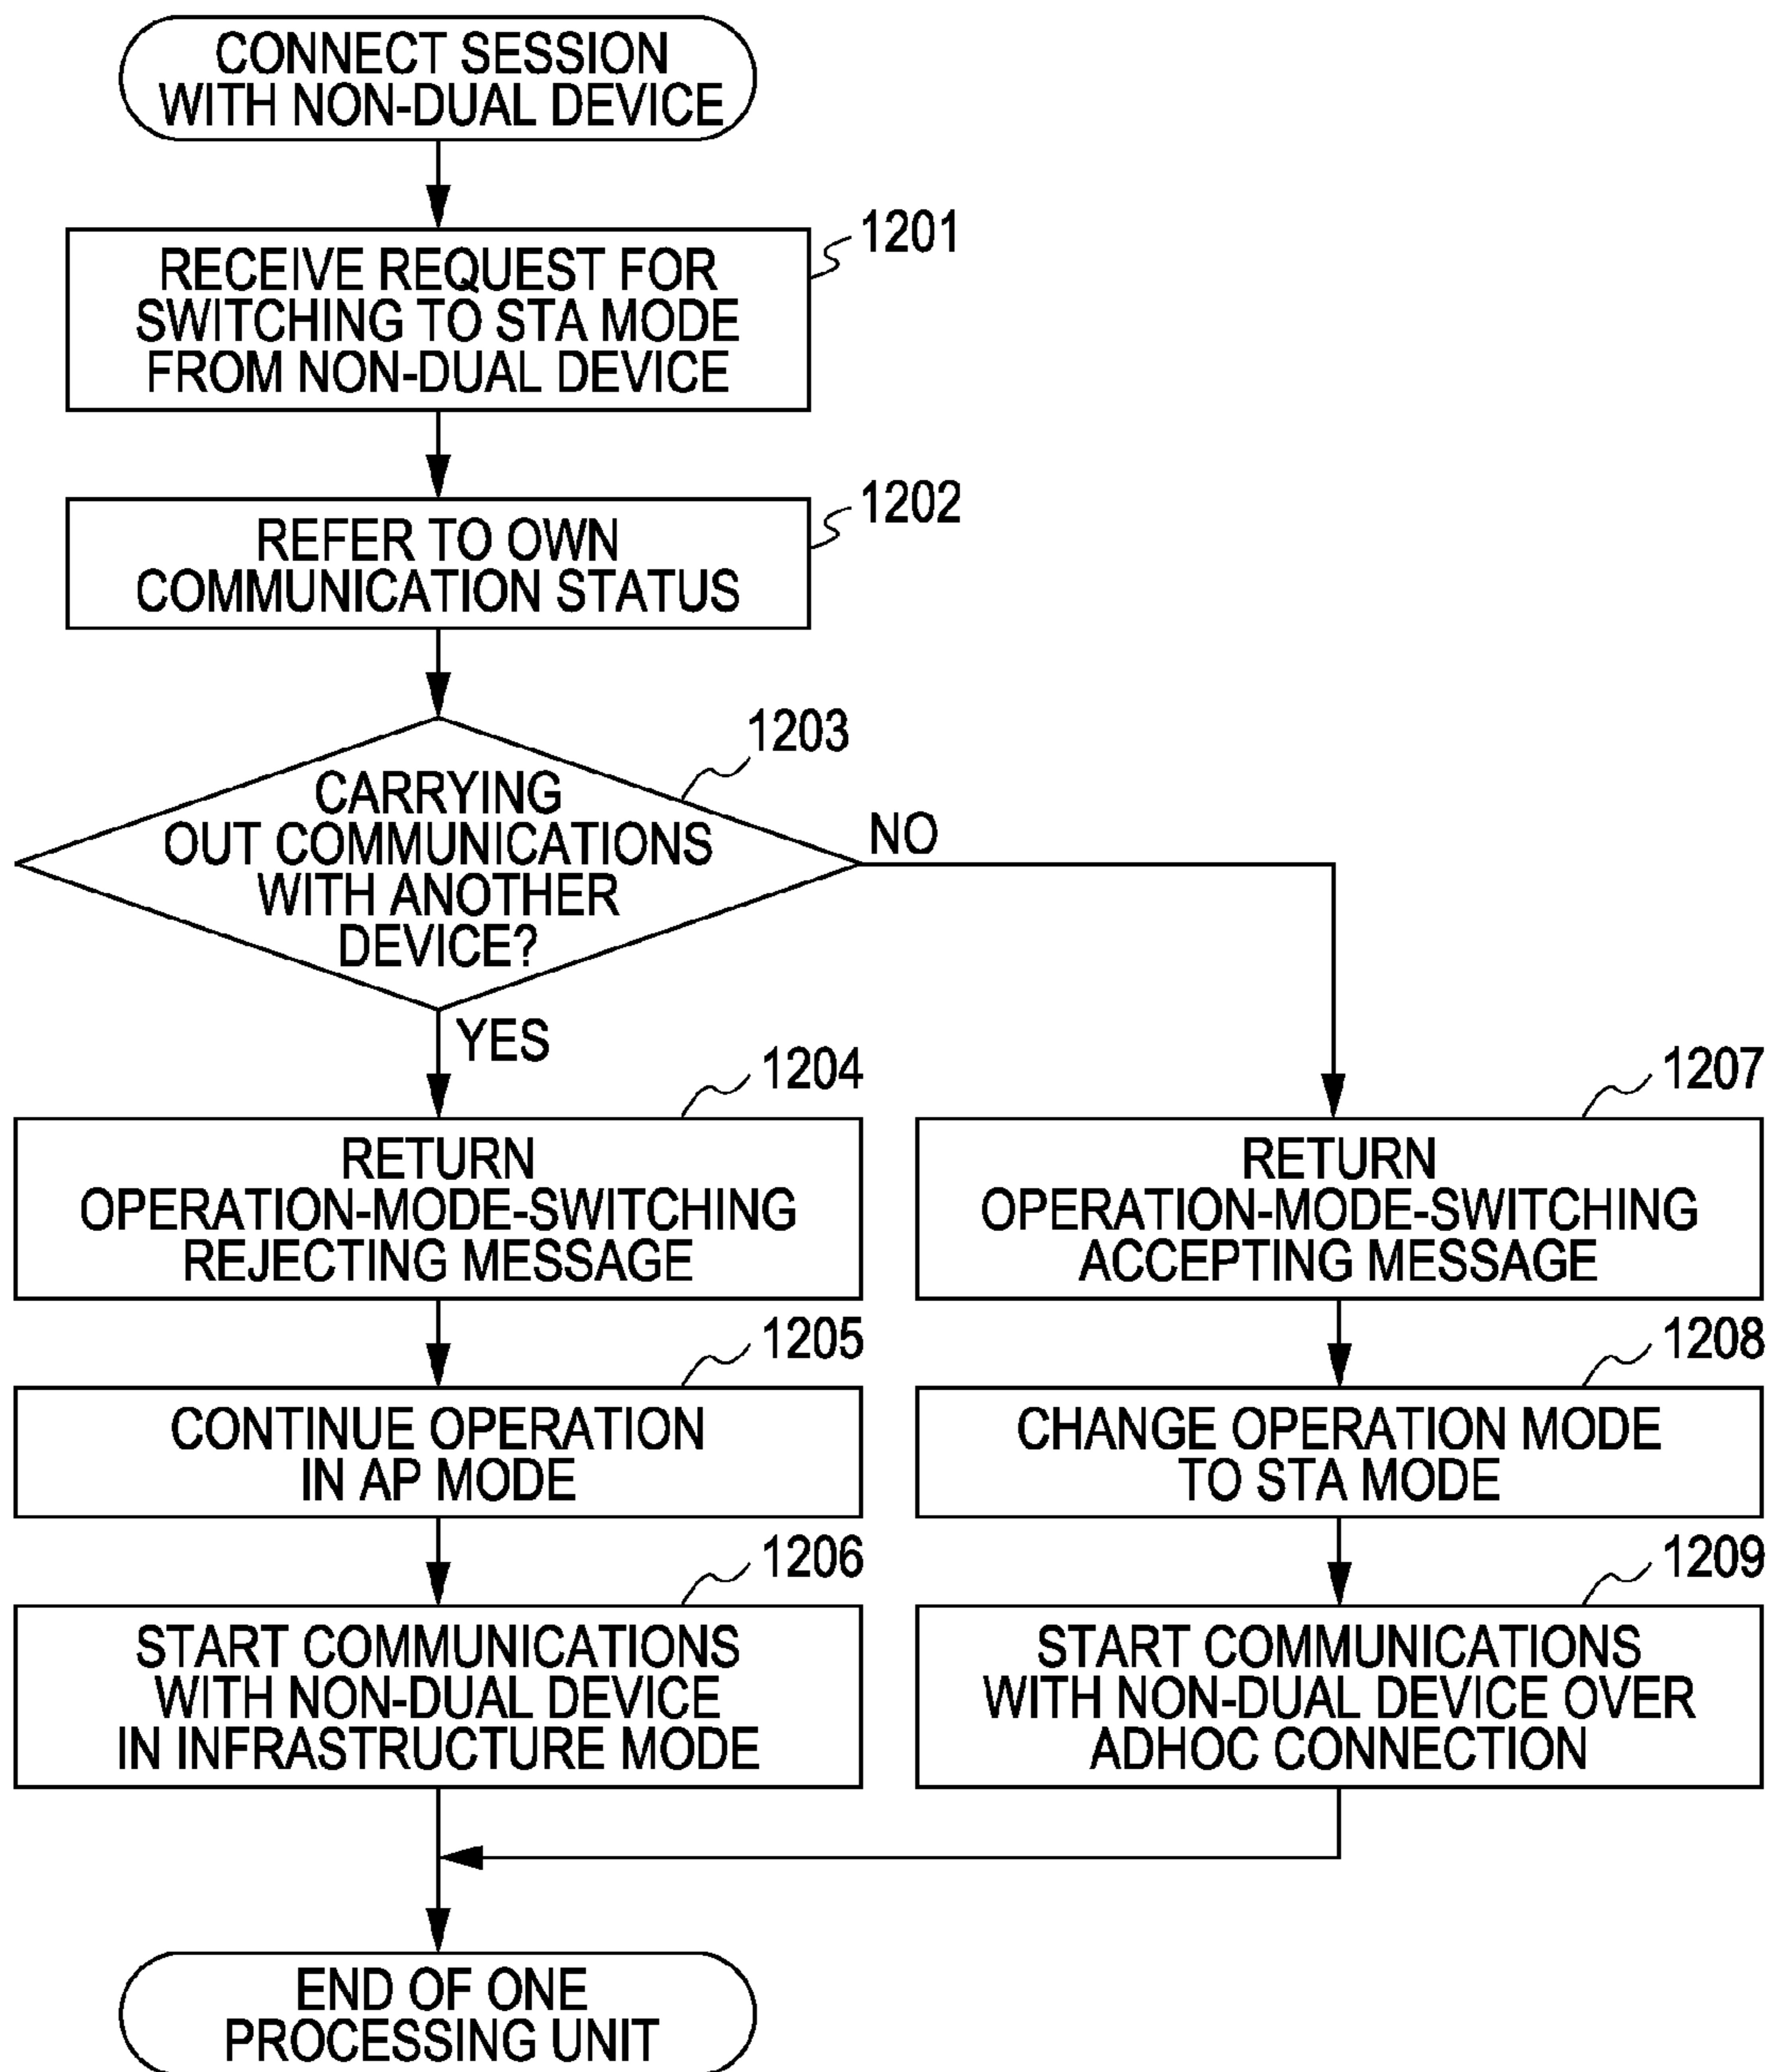 CONNECT SESSION
WITH NON-DUAL DEVICE
1201
RECEIVE REQUEST FOR
SWITCHING TO STA MODE
FROM NON-DUAL DEVICE
1202
REFER TO OWN
COMMUNICATION STATUS
1203
CARRYING
OUT COMMUNICATIONS
WITH ANOTHER
DEVICE?
NO
YES
1204
RETURN
OPERATION-MODE-SWITCHING
REJECTING MESSAGE
1205
CONTINUE OPERATION
IN AP MODE
1206
START COMMUNICATIONS
WITH NON-DUAL DEVICE
IN INFRASTRUCTURE MODE
1207
RETURN
OPERATION-MODE-SWITCHING
ACCEPTING MESSAGE
1208
CHANGE OPERATION MODE
TO STA MODE
1209
START COMMUNICATIONS
WITH NON-DUAL DEVICE OVER
ADHOC CONNECTION
END OF ONE
PROCESSING UNIT